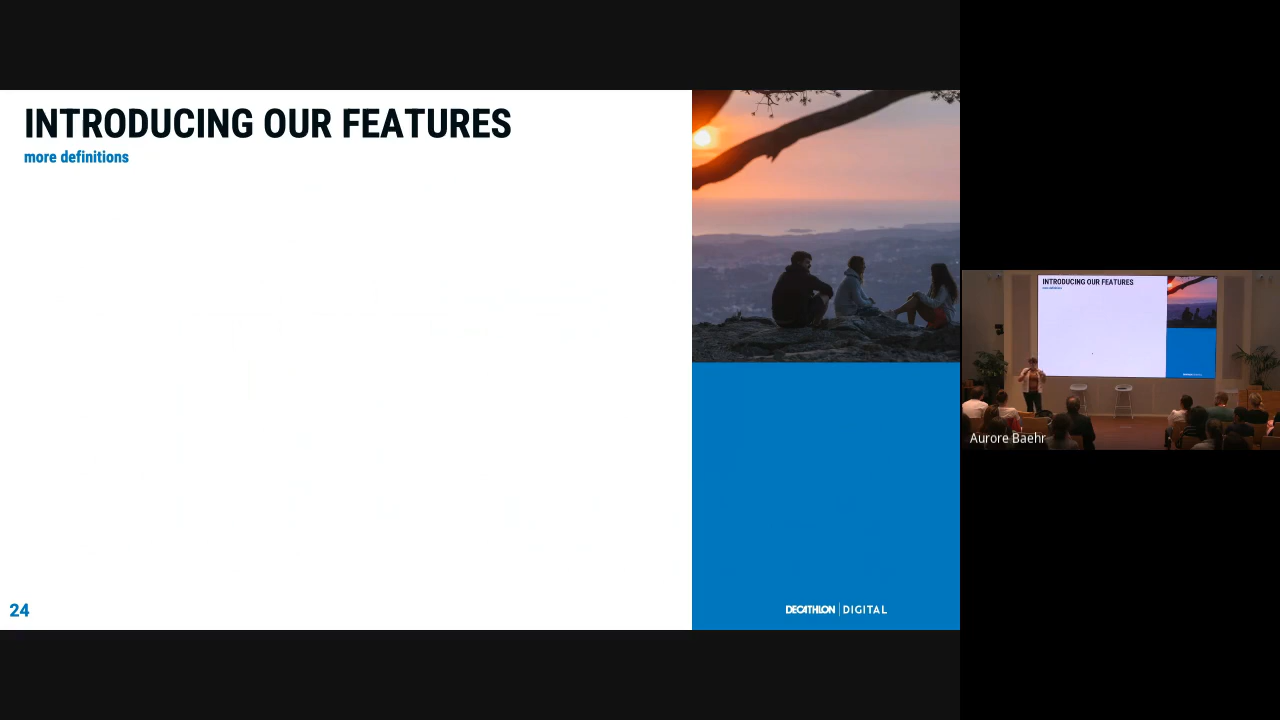 INTRODUCING OUR FEATURES
more definitions
24
DECATHLON | DIGITAL
INTRODUCING OUR FEATURES
Aurore Baehr